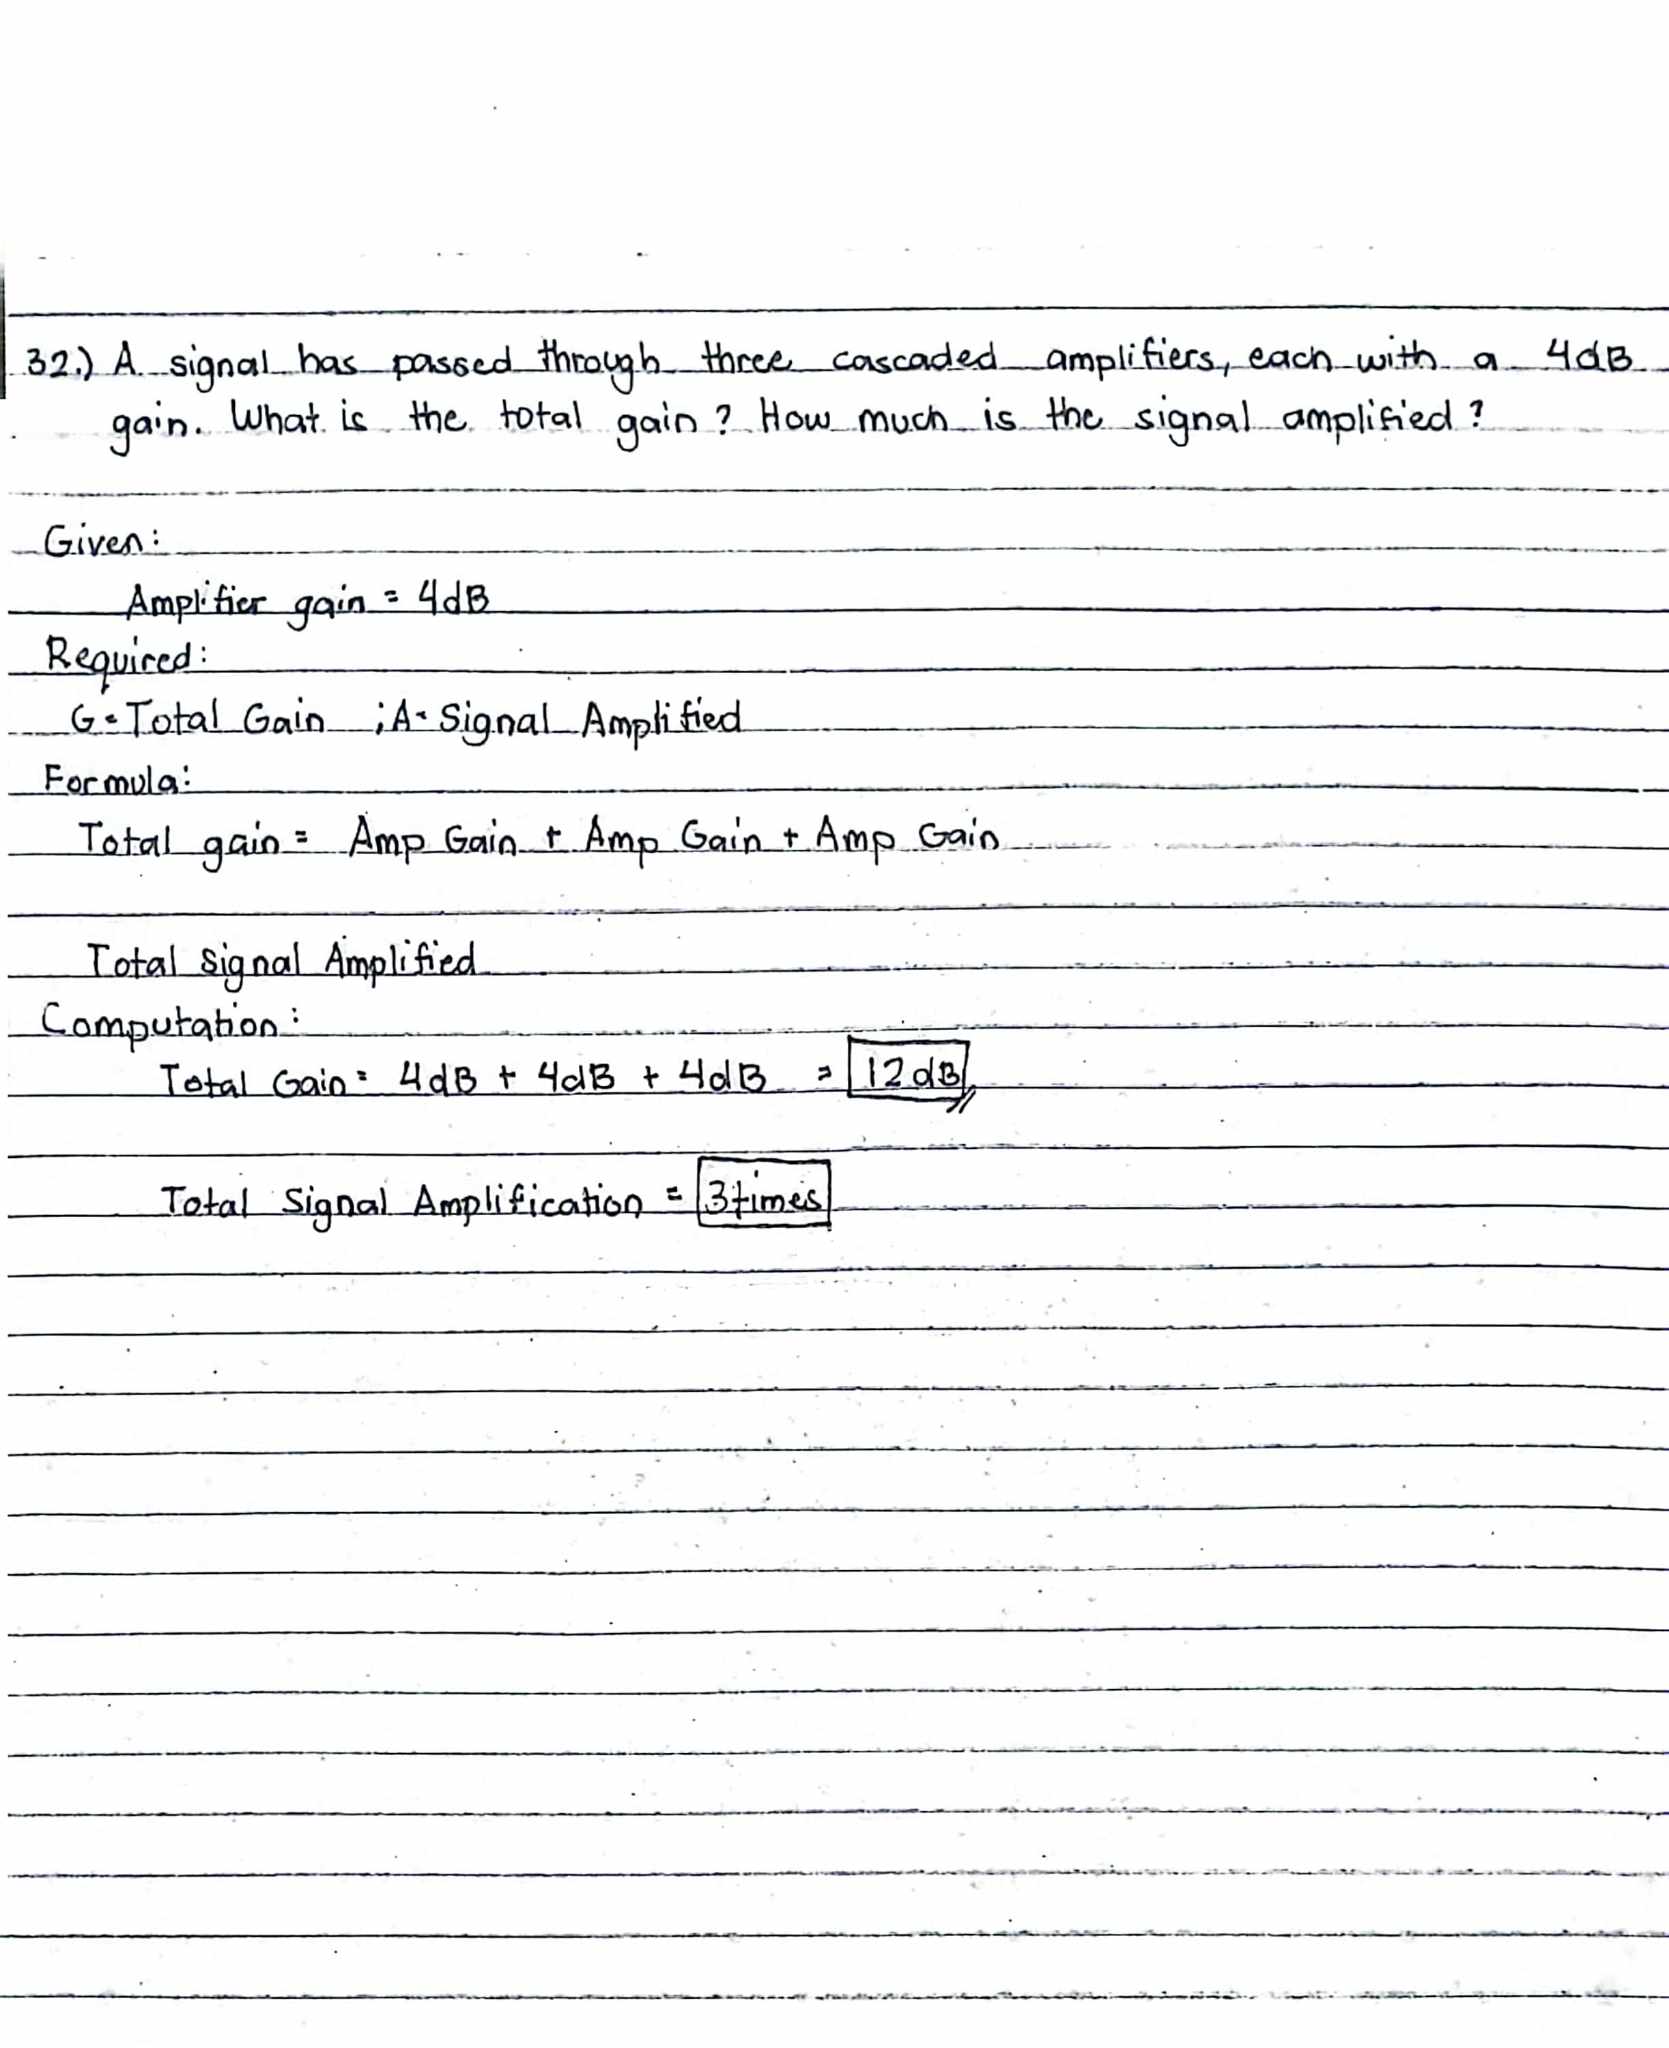 32.) A signal has passed through three cascaded amplifiers, each with a 4dB
gain. What is the total gain? How much is the signal amplified?
Given:
Amplifier gain = 4dB
Required:
G = Total Gain ; A = Signal Amplified
Formula:
Total gain = Amp Gain + Amp Gain + Amp Gain
Total signal Amplified
Computation:
Total Gain = 4dB + 4dB + 4dB = 12dB
Total Signal Amplification = 3times